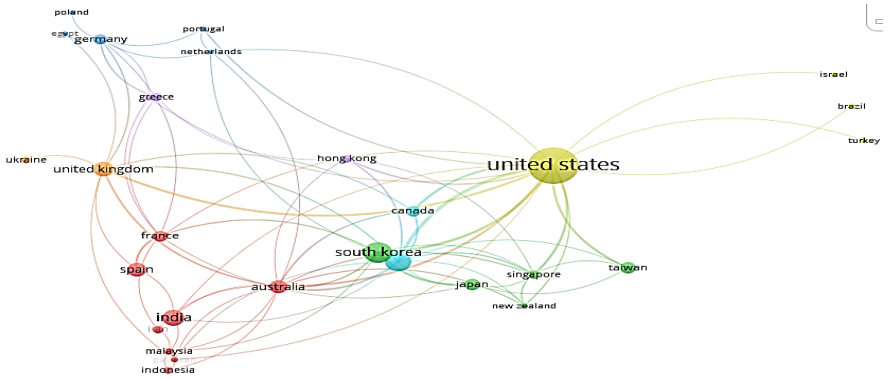 poland
portugal
egypt
germany
netherlands
israel
greece
brazil
turkey
hong kong
ukraine
united states
united kingdom
canada
france
south korea
spain
singapore
taiwan
australia
japan
new zealand
india
iran
malaysia
indonesia